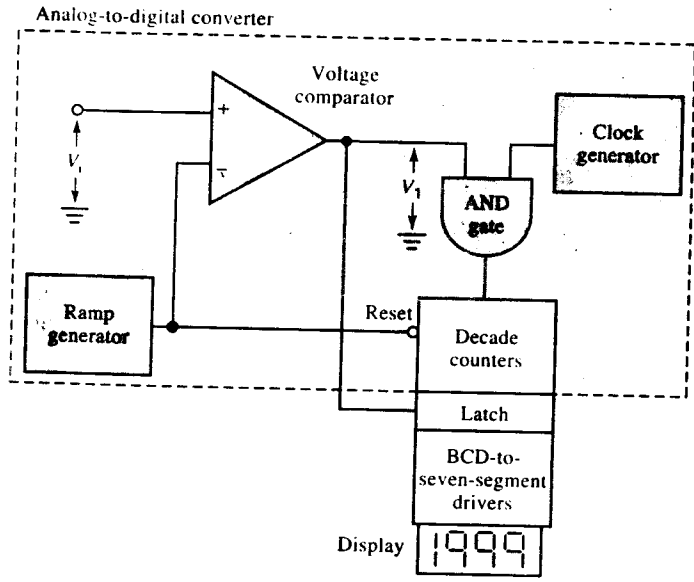 Analog-to-digital converter
Voltage
comparator
Clock
generator
+
−
V
V1
AND
gate
Ramp
generator
Reset
Decade
counters
Latch
BCD-to-
seven-segment
drivers
Display
1999